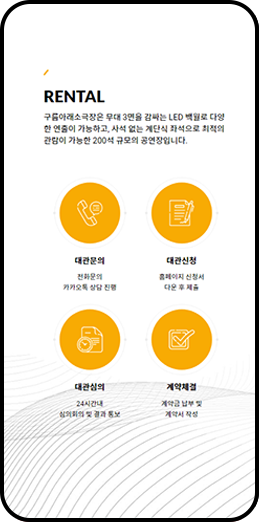 RENTAL
구름아래소극장은 무대 3면을 감싸는 LED 백월로 다양
한 연출이 가능하고, 사석 없는 계단식 좌석으로 최적의
관람이 가능한 200석 규모의 공연장입니다.
대관문의
전화문의
카카오톡 상담 진행
대관신청
홈페이지 신청서
다운 후 제출
대관심의
24시간내
심의회의 및 결과 통보
계약체결
계약금 납부 및
계약서 작성